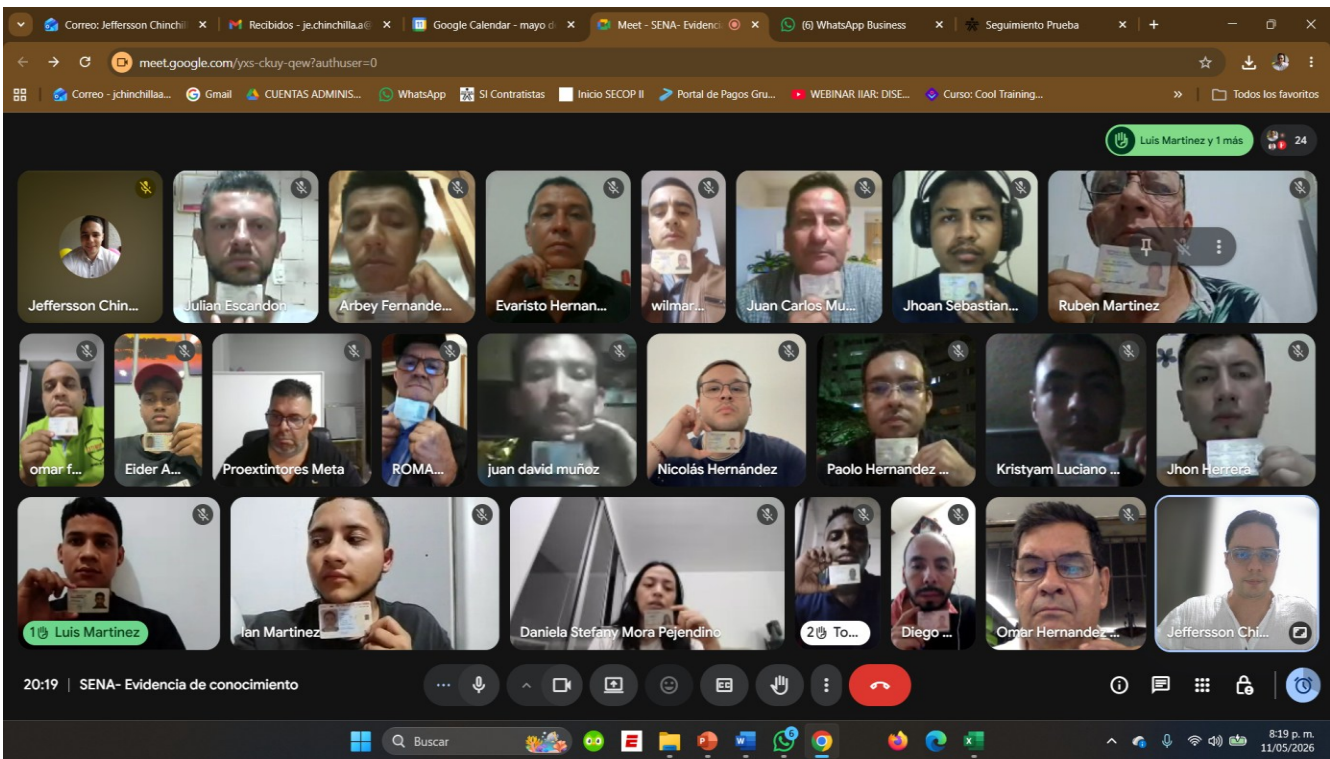 Correo: Jeffersson Chinchil
Recibidos - je.chinchilla.a@
Google Calendar - mayo d
Meet - SENA- Evidenc
(6) WhatsApp Business
Seguimiento Prueba
meet.google.com/yxs-ckuy-qew?authuser=0
Correo - jchinchillaa...
Gmail
CUENTAS ADMINIS...
WhatsApp
SI Contratistas
Inicio SECOP II
Portal de Pagos Gru...
WEBINAR IIAR: DISE...
Curso: Cool Training...
»
Todos los favoritos
Luis Martinez y 1 más
24
Jeffersson Chin...
Julian Escandon
Arbey Fernande...
Evaristo Hernan...
wilmar...
Juan Carlos Mu...
Jhoan Sebastian...
Ruben Martinez
omar f...
Eider A...
Proextintores Meta
ROMA...
juan david muñoz
Nicolás Hernández
Paolo Hernandez ...
Kristyam Luciano ...
Jhon Herrera
1 Luis Martinez
Ian Martinez
Daniela Stefany Mora Pejendino
2 To...
Diego ...
Omar Hernandez ...
Jeffersson Chi...
20:19 | SENA- Evidencia de conocimiento
CC
Buscar
6
8:19 p. m.
11/05/2026